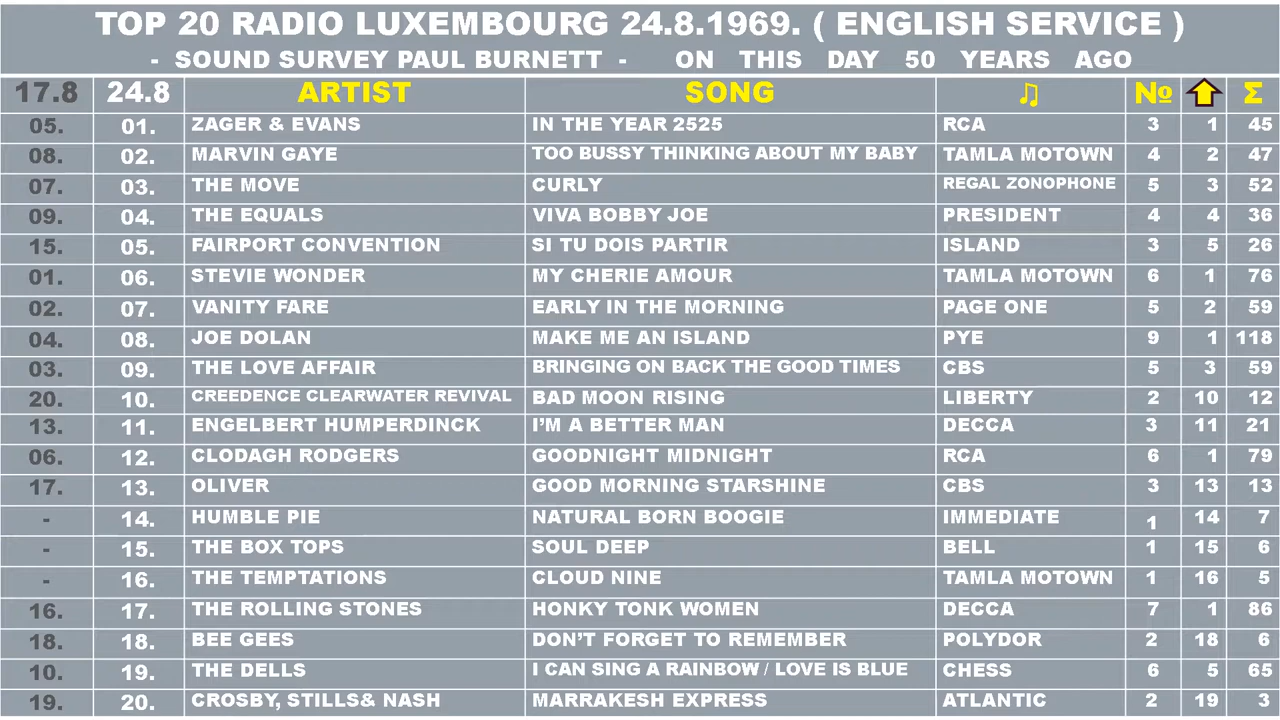 TOP 20 RADIO LUXEMBOURG 24.8.1969. ( ENGLISH SERVICE )
- SOUND SURVEY PAUL BURNETT - ON THIS DAY 50 YEARS AGO
17.8 24.8 ARTIST SONG ♫ № Σ
05. 01. ZAGER & EVANS IN THE YEAR 2525 RCA 3 1 45
08. 02. MARVIN GAYE TOO BUSSY THINKING ABOUT MY BABY TAMLA MOTOWN 4 2 47
07. 03. THE MOVE CURLY REGAL ZONOPHONE 5 3 52
09. 04. THE EQUALS VIVA BOBBY JOE PRESIDENT 4 4 36
15. 05. FAIRPORT CONVENTION SI TU DOIS PARTIR ISLAND 3 5 26
01. 06. STEVIE WONDER MY CHERIE AMOUR TAMLA MOTOWN 6 1 76
02. 07. VANITY FARE EARLY IN THE MORNING PAGE ONE 5 2 59
04. 08. JOE DOLAN MAKE ME AN ISLAND PYE 9 1 118
03. 09. THE LOVE AFFAIR BRINGING ON BACK THE GOOD TIMES CBS 5 3 59
20. 10. CREEDENCE CLEARWATER REVIVAL BAD MOON RISING LIBERTY 2 10 12
13. 11. ENGELBERT HUMPERDINCK I'M A BETTER MAN DECCA 3 11 21
06. 12. CLODAGH RODGERS GOODNIGHT MIDNIGHT RCA 6 1 79
17. 13. OLIVER GOOD MORNING STARSHINE CBS 3 13 13
- 14. HUMBLE PIE NATURAL BORN BOOGIE IMMEDIATE 1 14 7
- 15. THE BOX TOPS SOUL DEEP BELL 1 15 6
- 16. THE TEMPTATIONS CLOUD NINE TAMLA MOTOWN 1 16 5
16. 17. THE ROLLING STONES HONKY TONK WOMEN DECCA 7 1 86
18. 18. BEE GEES DON'T FORGET TO REMEMBER POLYDOR 2 18 6
10. 19. THE DELLS I CAN SING A RAINBOW / LOVE IS BLUE CHESS 6 5 65
19. 20. CROSBY, STILLS& NASH MARRAKESH EXPRESS ATLANTIC 2 19 3